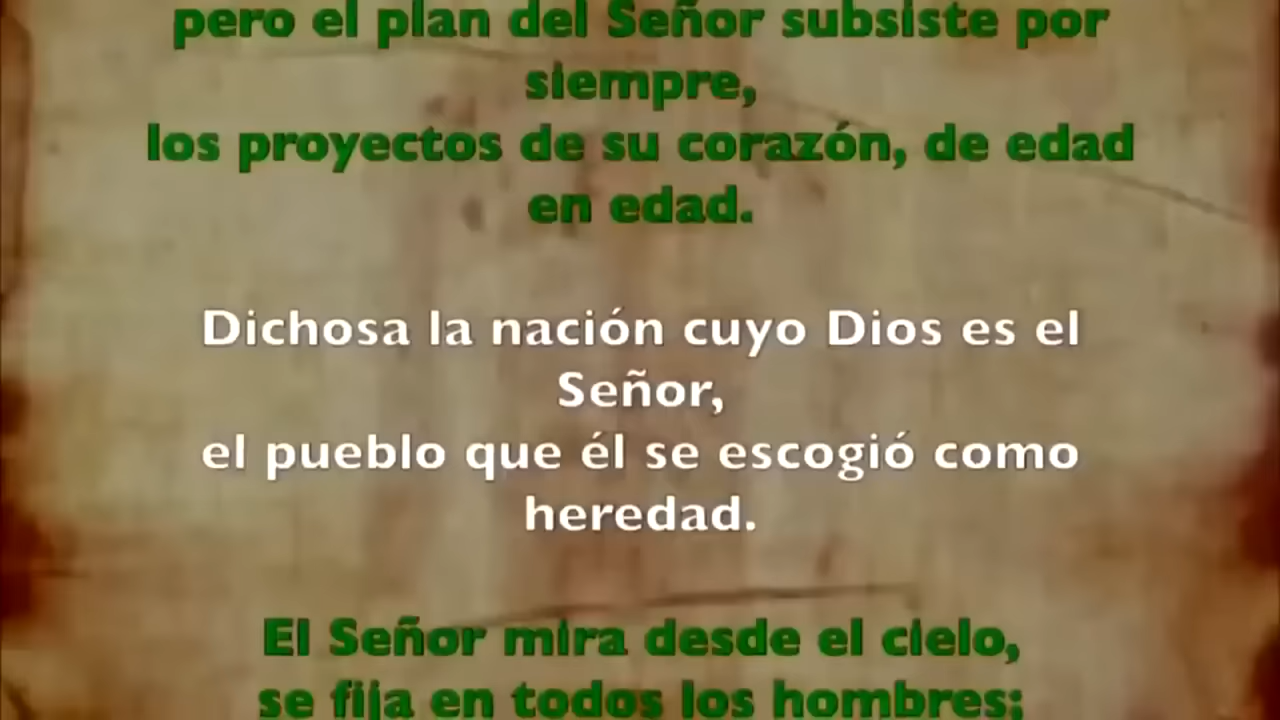 pero el plan del Señor subsiste por
siempre,
los proyectos de su corazón, de edad
en edad.
Dichosa la nación cuyo Dios es el
Señor,
el pueblo que él se escogió como
heredad.
El Señor mira desde el cielo,
se fija en todos los hombres;